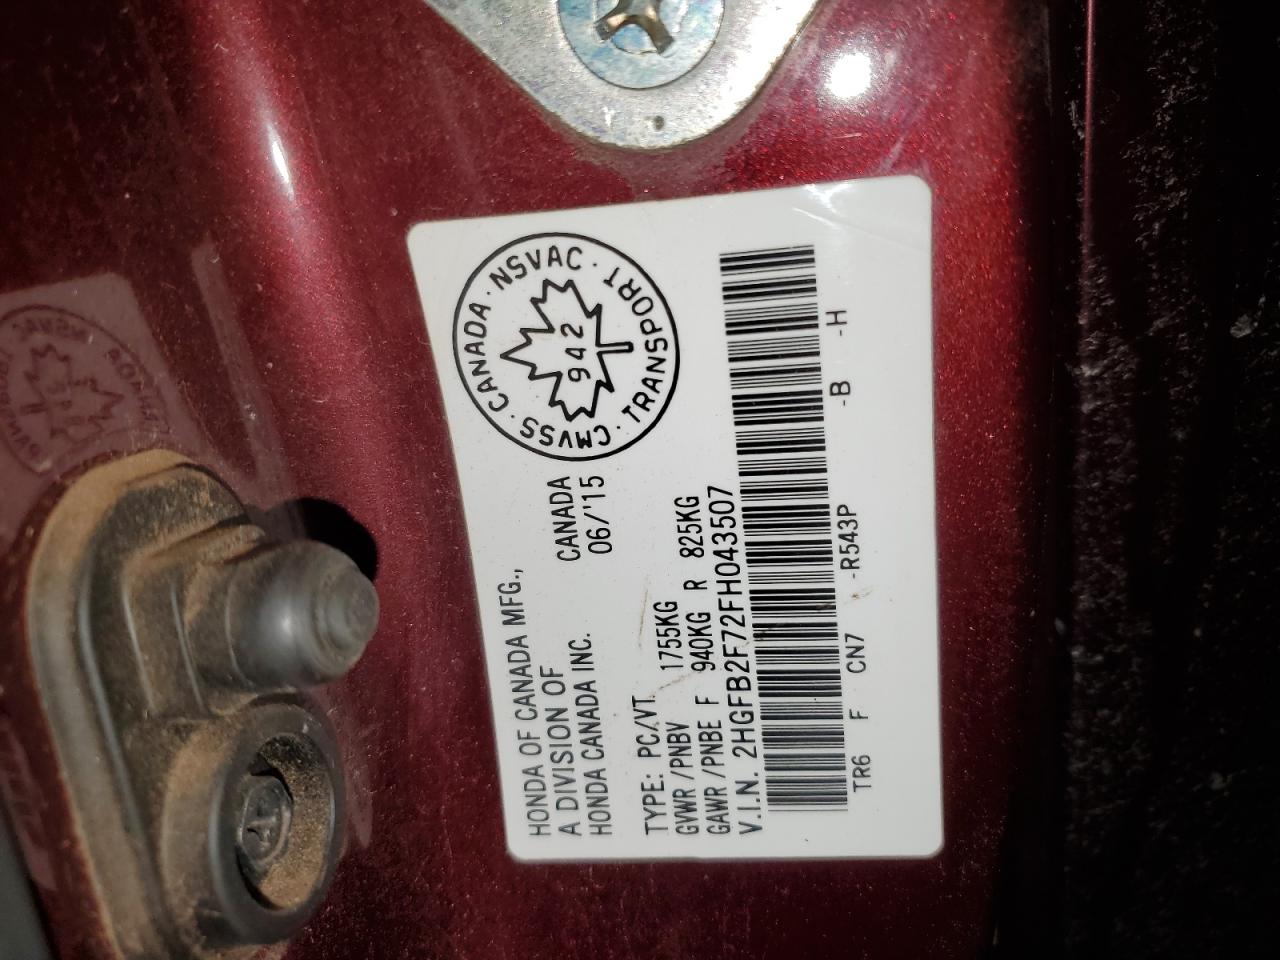 HONDA OF CANADA MFG.,
A DIVISION OF CANADA
HONDA CANADA INC. 06/'15
CMVSS · CANADA · NSVAC · TRANSPORT
942
TYPE: PC/VT
GVWR/PNBV 1755KG
GAWR/PNBE F 940KG R 825KG
V.I.N. 2HGFB2F72FH043507
TR6 F CN7 -R543P -B -H